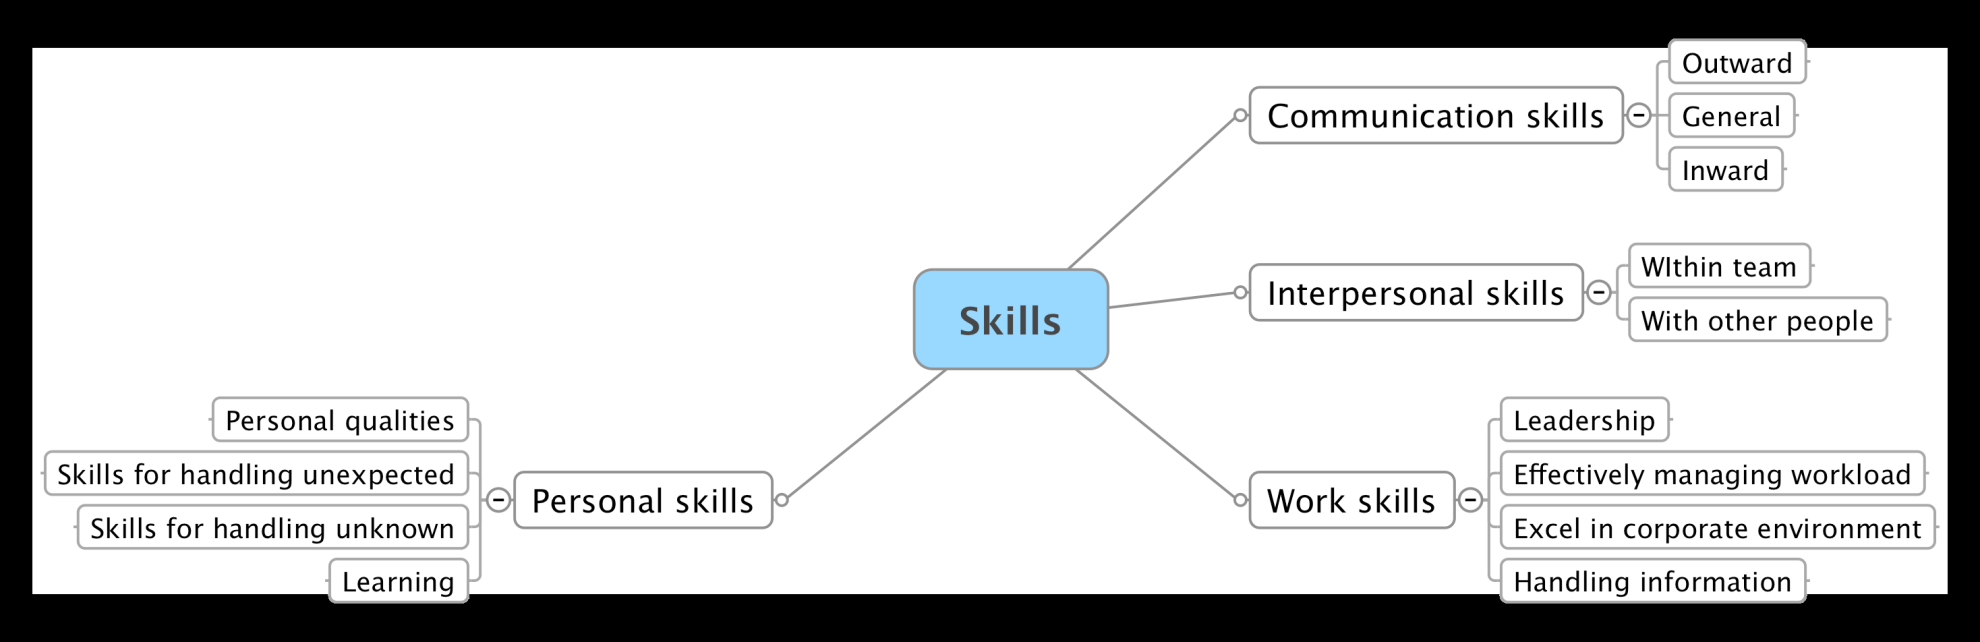 Skills
Communication skills
Outward
General
Inward
Interpersonal skills
WIthin team
With other people
Work skills
Leadership
Effectively managing workload
Excel in corporate environment
Handling information
Personal skills
Personal qualities
Skills for handling unexpected
Skills for handling unknown
Learning